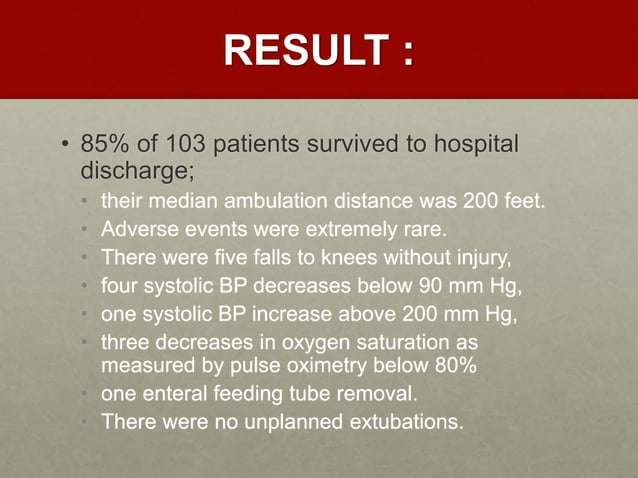 RESULT :
• 85% of 103 patients survived to hospital
discharge;
• their median ambulation distance was 200 feet.
• Adverse events were extremely rare.
• There were five falls to knees without injury,
• four systolic BP decreases below 90 mm Hg,
• one systolic BP increase above 200 mm Hg,
• three decreases in oxygen saturation as
measured by pulse oximetry below 80%
• one enteral feeding tube removal.
• There were no unplanned extubations.